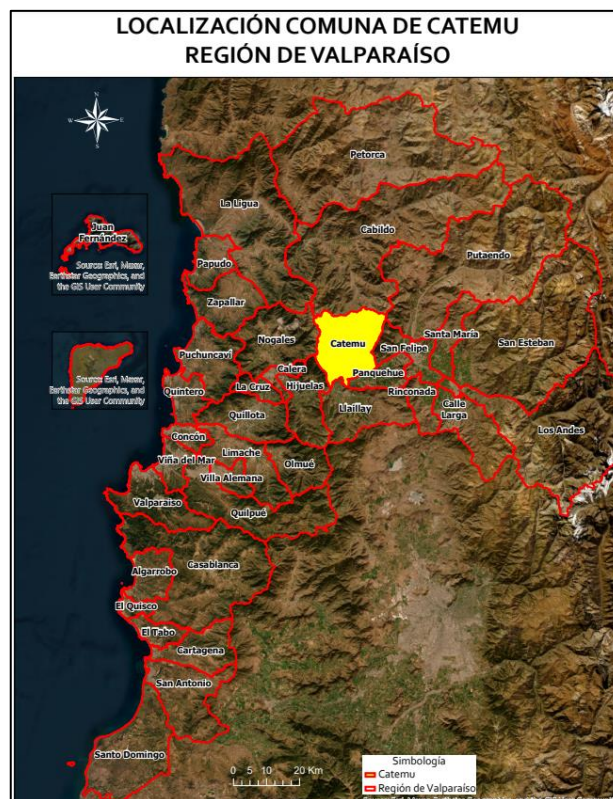 LOCALIZACIÓN COMUNA DE CATEMU
REGIÓN DE VALPARAÍSO
N
W
E
S
Petorca
La Ligua
Juan
Fernández
Cabildo
Source: Esri, Maxar,
Earthstar Geographics, and
the GIS User Community
Putaendo
Papudo
Zapallar
Nogales
Catemu
Santa María
San Felipe
San Esteban
Puchuncaví
Calera
Panquehue
Source: Esri, Maxar,
Earthstar Geographics, and
the GIS User Community
Quintero
La Cruz
Hijuelas
Rinconada
Quillota
Llaillay
Calle
Larga
Los Andes
Concón
Limache
Viña del Mar
Olmué
Villa Alemana
Valparaíso
Quilpué
Casablanca
Algarrobo
El Quisco
El Tabo
Cartagena
San Antonio
Santo Domingo
0 5 10 20 Km
Simbología
Catemu
Región de Valparaíso